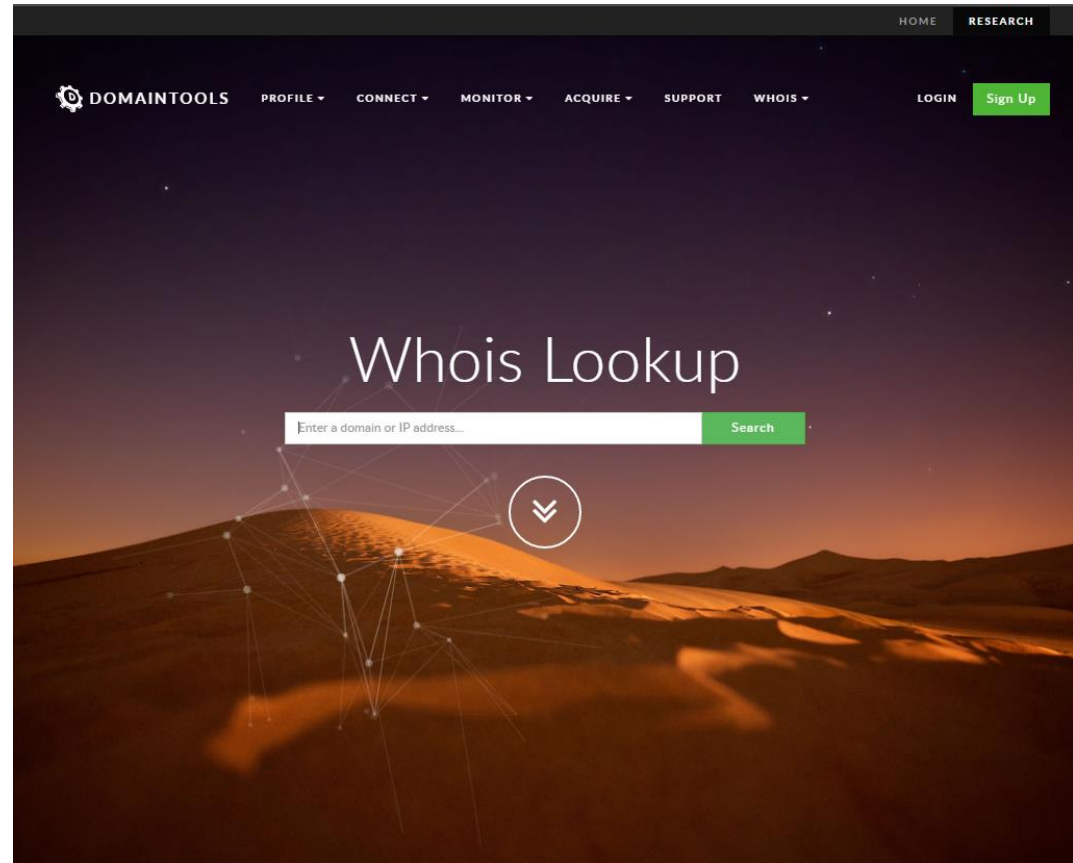 HOME RESEARCH
DOMAINTOOLS PROFILE CONNECT MONITOR ACQUIRE SUPPORT WHOIS LOGIN Sign Up
Whois Lookup
Enter a domain or IP address... Search